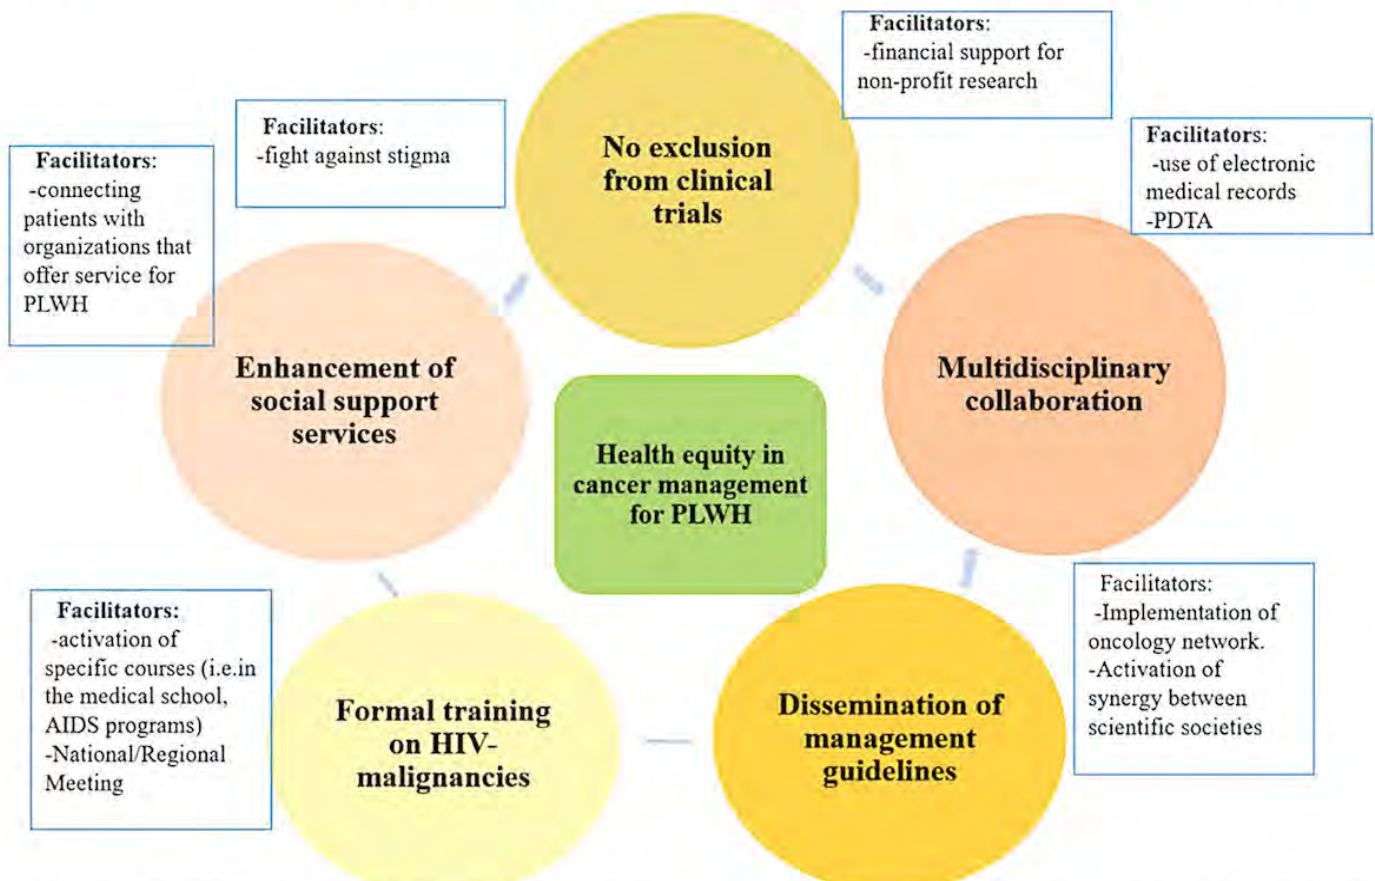 Facilitators:
-financial support for
non-profit research
Facilitators:
-fight against stigma
No exclusion
from clinical
trials
Facilitators:
-use of electronic
medical records
-PDTA
Facilitators:
-connecting
patients with
organizations that
offer service for
PLWH
Enhancement of
social support
services
Multidisciplinary
collaboration
Health equity in
cancer management
for PLWH
Facilitators:
-activation of
specific courses (i.e.in
the medical school,
AIDS programs)
-National/Regional
Meeting
Formal training
on HIV-
malignancies
Dissemination of
management
guidelines
Facilitators:
-Implementation of
oncology network.
-Activation of
synergy between
scientific societies